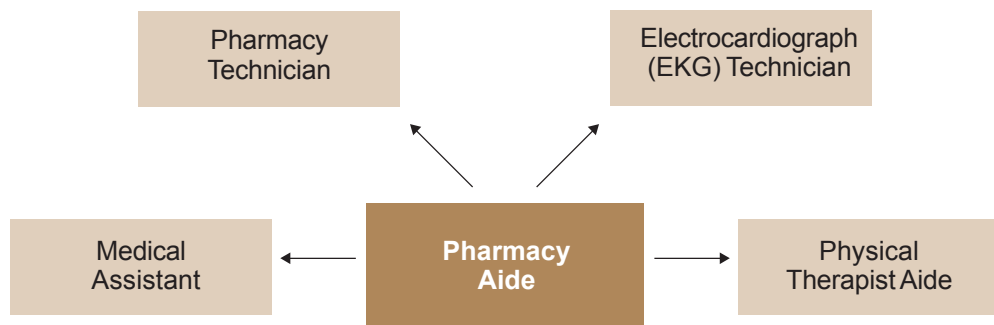 Pharmacy
Technician
Electrocardiograph
(EKG) Technician
Medical
Assistant
Pharmacy
Aide
Physical
Therapist Aide